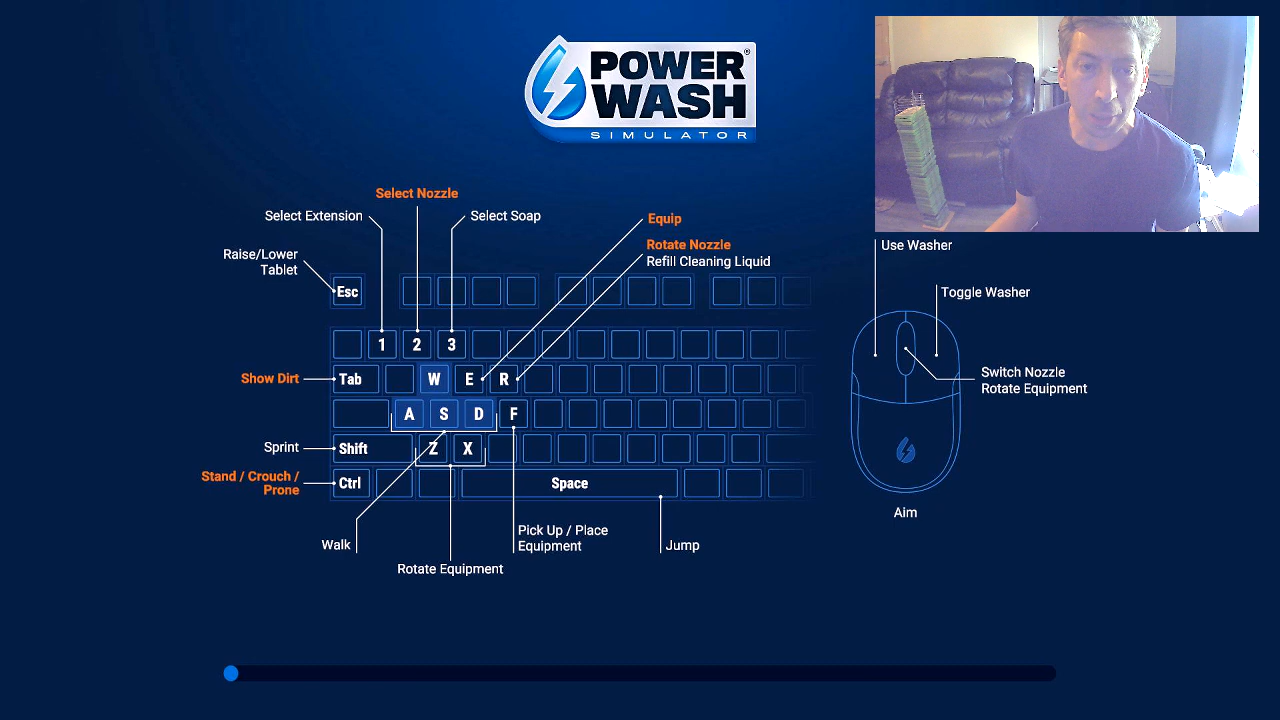 POWER®
WASH
SIMULATOR
Select Nozzle
Select Extension
Select Soap
Equip
Rotate Nozzle
Refill Cleaning Liquid
Raise/Lower
Tablet
Use Washer
Toggle Washer
Esc
1 2 3
Show Dirt
Tab W E R
Switch Nozzle
Rotate Equipment
A S D F
Sprint
Shift Z X
Stand / Crouch /
Prone
Ctrl Space
Aim
Walk
Pick Up / Place
Equipment
Jump
Rotate Equipment